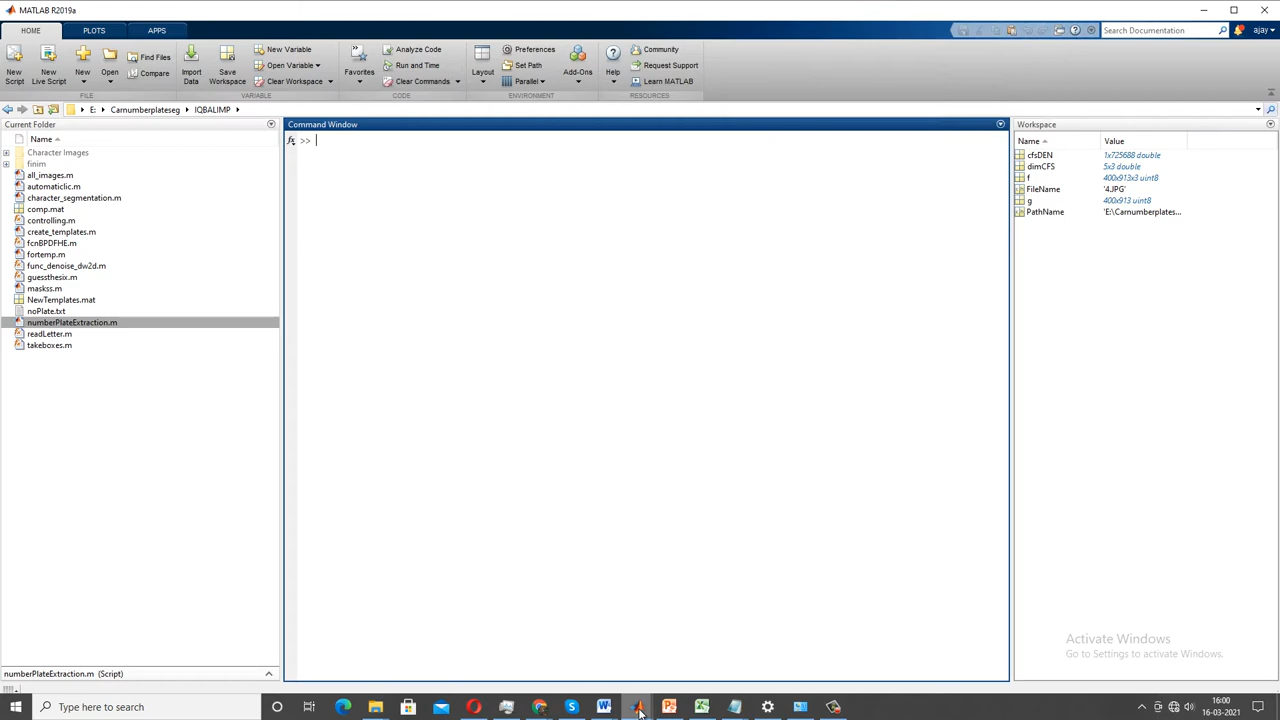 MATLAB R2019a
HOME PLOTS APPS Search Documentation ajay
New Script New Live Script New Open Find Files Compare Import Data Save Workspace New Variable Open Variable Clear Workspace Favorites Analyze Code Run and Time Clear Commands Layout Preferences Set Path Parallel Add-Ons Help Community Request Support Learn MATLAB
FILE VARIABLE CODE ENVIRONMENT RESOURCES
E: Carnumberplateseg IQBALIMP
Current Folder
Name
Character Images
finim
all_images.m
automaticlic.m
character_segmentation.m
comp.mat
controlling.m
create_templates.m
fcnBPDFHE.m
fortemp.m
func_denoise_dw2d.m
guessthesix.m
maskss.m
NewTemplates.mat
noPlate.txt
numberPlateExtraction.m
readLetter.m
takeboxes.m
numberPlateExtraction.m (Script)
Command Window
fx >>
Workspace
Name Value
cfsDEN 1x725688 double
dimCFS 5x3 double
f 400x913x3 uint8
FileName '4.JPG'
g 400x913 uint8
PathName 'E:\Carnumberplates...
Activate Windows
Go to Settings to activate Windows.
Type here to search
16:00
16-03-2021